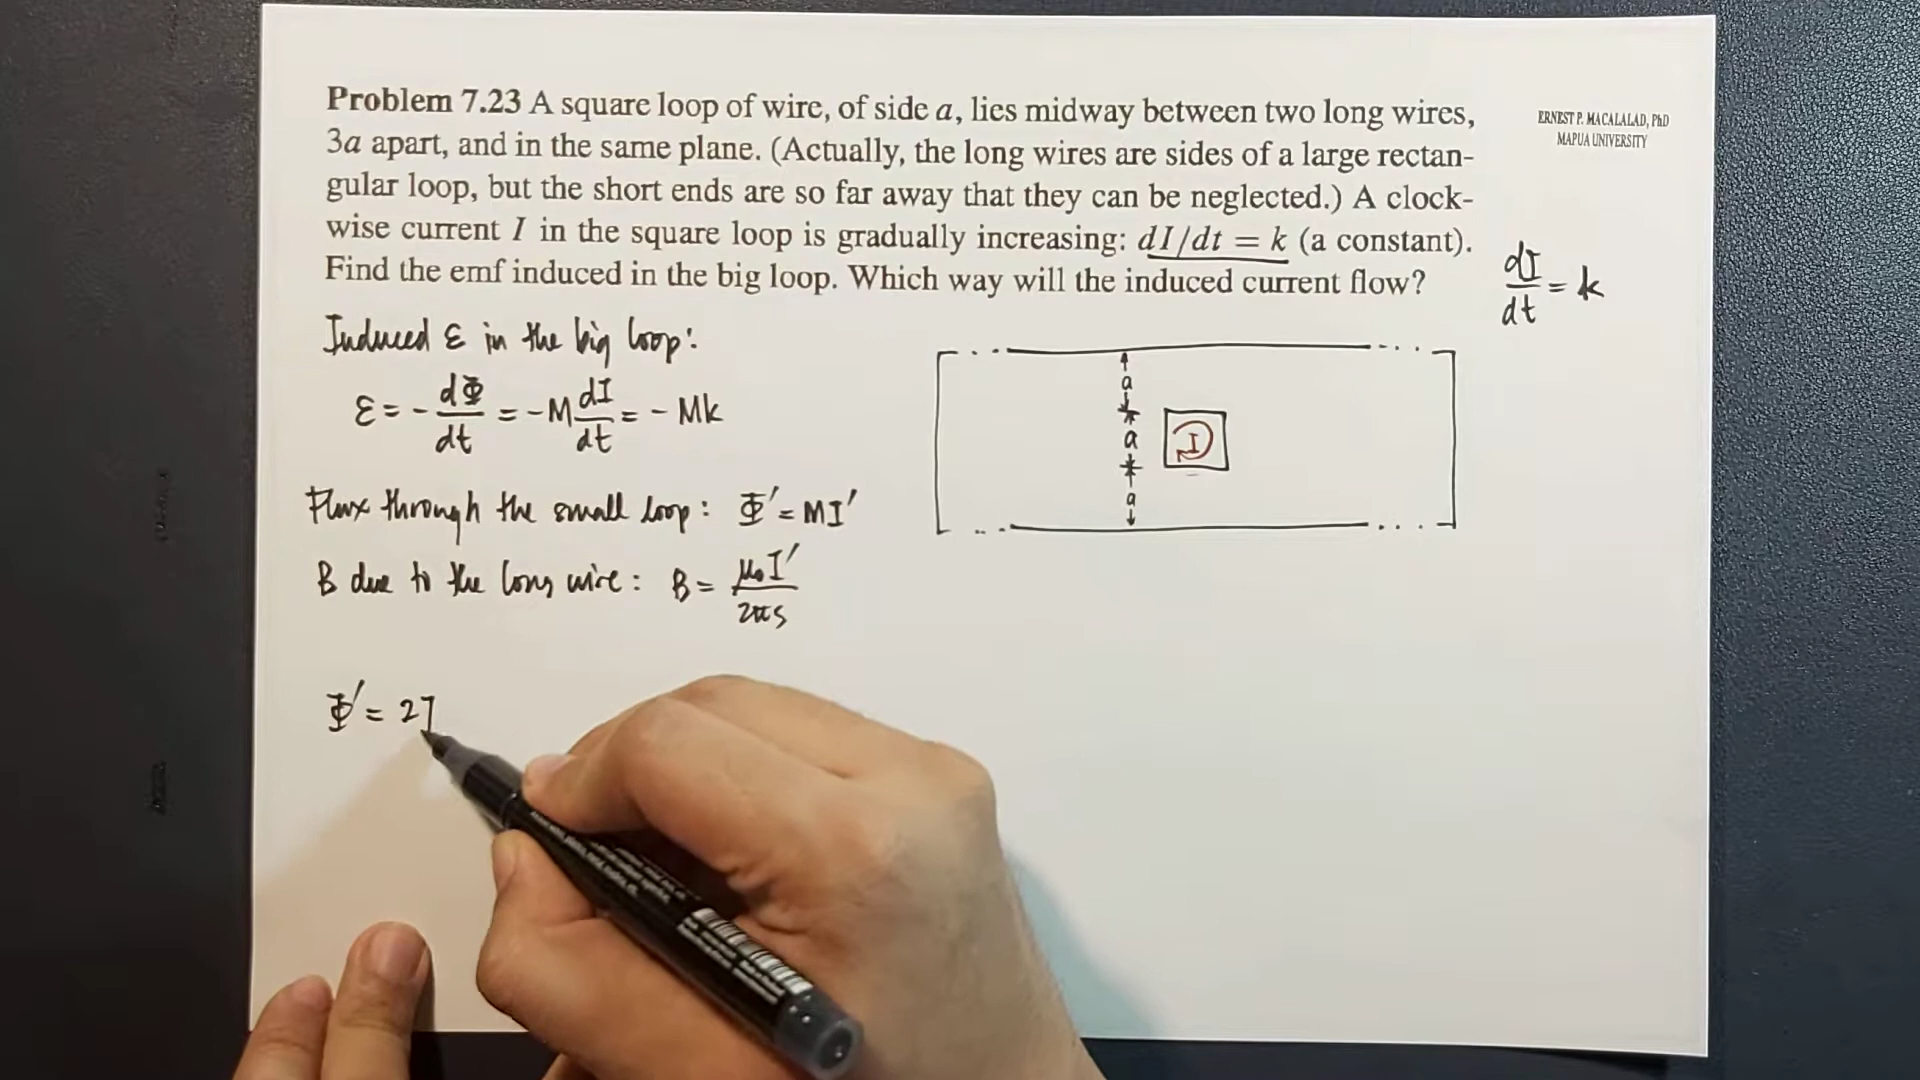 Problem 7.23 A square loop of wire, of side a, lies midway between two long wires,
3a apart, and in the same plane. (Actually, the long wires are sides of a large rectan-
gular loop, but the short ends are so far away that they can be neglected.) A clock-
wise current I in the square loop is gradually increasing: dI/dt = k (a constant).
Find the emf induced in the big loop. Which way will the induced current flow?
ERNEST P. MACALALAD, PhD
MAPUA UNIVERSITY
dI/dt = k
Induced ε in the big loop:
ε = - dΦ/dt = -M dI/dt = - Mk
Flux through the small loop: Φ' = MI'
B due to the long wire: B = μ₀I'/2πs
Φ' = 2
a
a
a
I